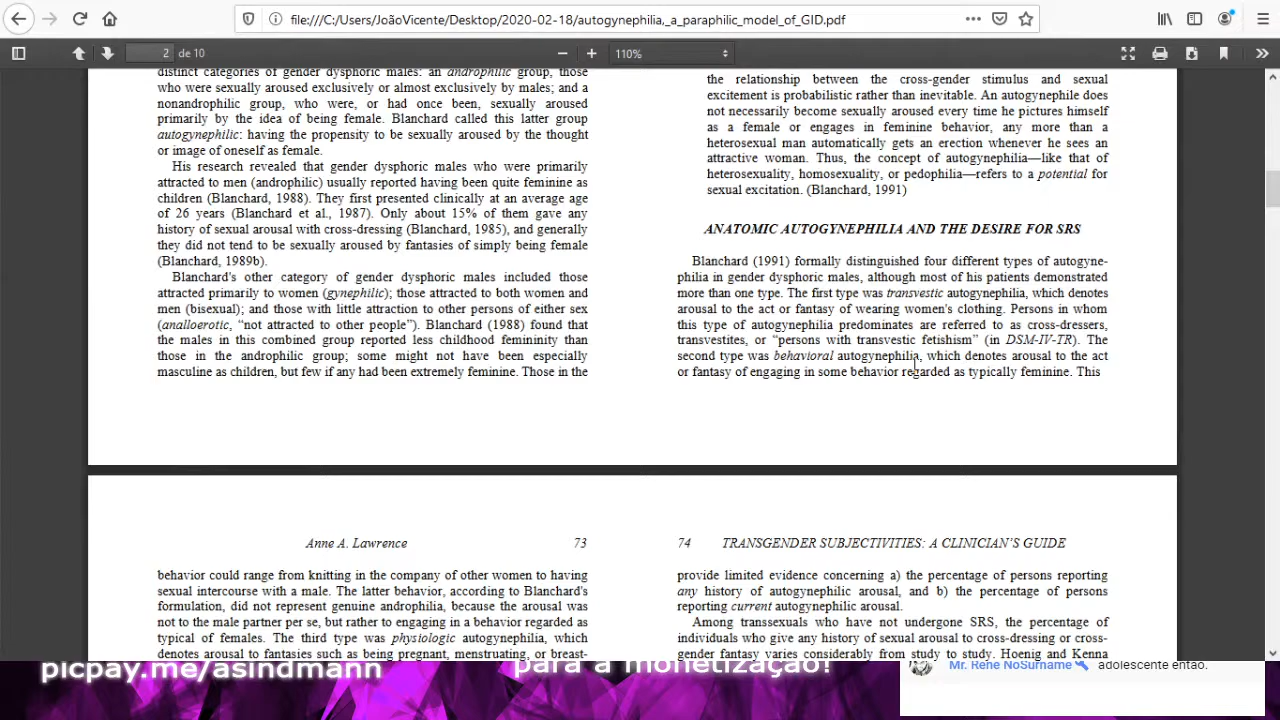 file:///C:/Users/JoãoVicente/Desktop/2020-02-18/autogynephilia,_a_paraphilic_model_of_GID.pdf
2 de 10
110%
distinct categories of gender dysphoric males: an androphilic group, those
who were sexually aroused exclusively or almost exclusively by males; and a
nonandrophilic group, who were, or had once been, sexually aroused
primarily by the idea of being female. Blanchard called this latter group
autogynephilic: having the propensity to be sexually aroused by the thought
or image of oneself as female.
His research revealed that gender dysphoric males who were primarily
attracted to men (androphilic) usually reported having been quite feminine as
children (Blanchard, 1988). They first presented clinically at an average age
of 26 years (Blanchard et al., 1987). Only about 15% of them gave any
history of sexual arousal with cross-dressing (Blanchard, 1985), and generally
they did not tend to be sexually aroused by fantasies of simply being female
(Blanchard, 1989b).
Blanchard's other category of gender dysphoric males included those
attracted primarily to women (gynephilic); those attracted to both women and
men (bisexual); and those with little attraction to other persons of either sex
(analloerotic, “not attracted to other people”). Blanchard (1988) found that
the males in this combined group reported less childhood femininity than
those in the androphilic group; some might not have been especially
masculine as children, but few if any had been extremely feminine. Those in the
the relationship between the cross-gender stimulus and sexual
excitement is probabilistic rather than inevitable. An autogynephile does
not necessarily become sexually aroused every time he pictures himself
as a female or engages in feminine behavior, any more than a
heterosexual man automatically gets an erection whenever he sees an
attractive woman. Thus, the concept of autogynephilia—like that of
heterosexuality, homosexuality, or pedophilia—refers to a potential for
sexual excitation. (Blanchard, 1991)
ANATOMIC AUTOGYNEPHILIA AND THE DESIRE FOR SRS
Blanchard (1991) formally distinguished four different types of autogyne-
philia in gender dysphoric males, although most of his patients demonstrated
more than one type. The first type was transvestic autogynephilia, which denotes
arousal to the act or fantasy of wearing women's clothing. Persons in whom
this type of autogynephilia predominates are referred to as cross-dressers,
transvestites, or “persons with transvestic fetishism” (in DSM-IV-TR). The
second type was behavioral autogynephilia, which denotes arousal to the act
or fantasy of engaging in some behavior regarded as typically feminine. This
Anne A. Lawrence 73
behavior could range from knitting in the company of other women to having
sexual intercourse with a male. The latter behavior, according to Blanchard's
formulation, did not represent genuine androphilia, because the arousal was
not to the male partner per se, but rather to engaging in a behavior regarded as
typical of females. The third type was physiologic autogynephilia, which
denotes arousal to fantasies such as being pregnant, menstruating, or breast-
74 TRANSGENDER SUBJECTIVITIES: A CLINICIAN'S GUIDE
provide limited evidence concerning a) the percentage of persons reporting
any history of autogynephilic arousal, and b) the percentage of persons
reporting current autogynephilic arousal.
Among transsexuals who have not undergone SRS, the percentage of
individuals who give any history of sexual arousal to cross-dressing or cross-
gender fantasy varies considerably from study to study. Hoenig and Kenna
picpay.me/asindmann
para a monetização!
Mr. Rene NoSurname adolescente então.